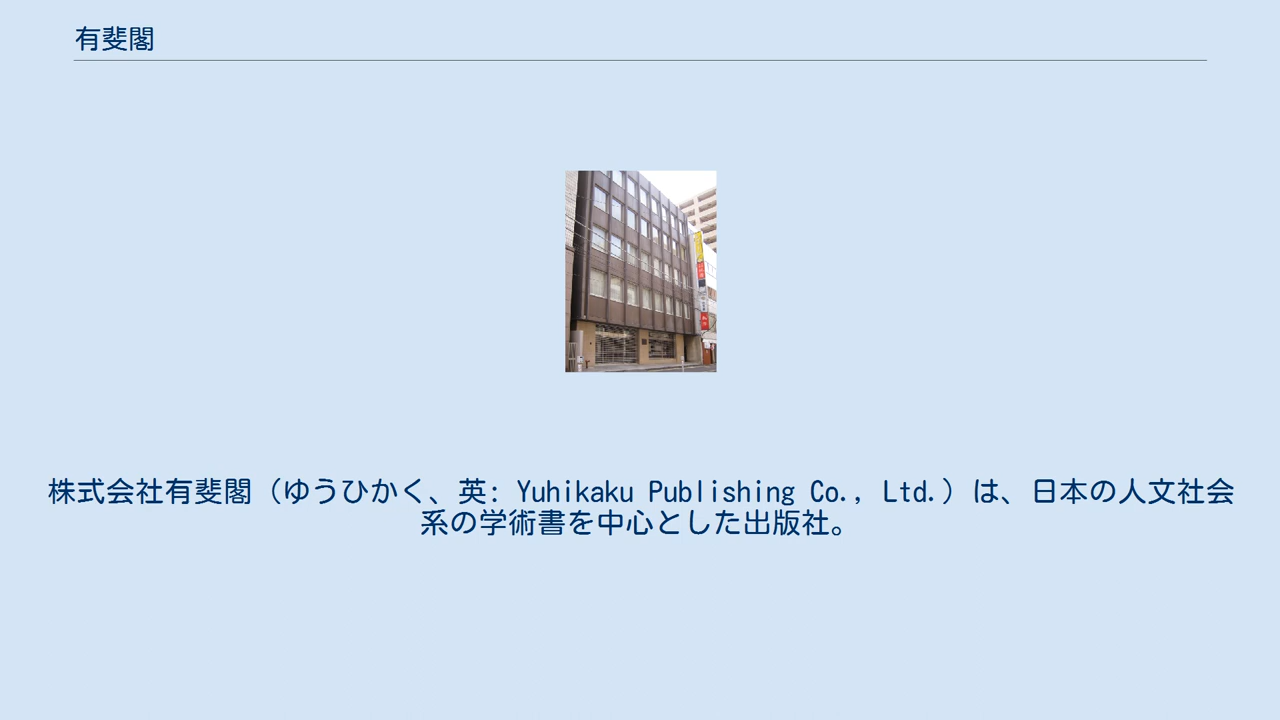 有斐閣
株式会社有斐閣（ゆうひかく、英: Yuhikaku Publishing Co., Ltd.）は、日本の人文社会
系の学術書を中心とした出版社。